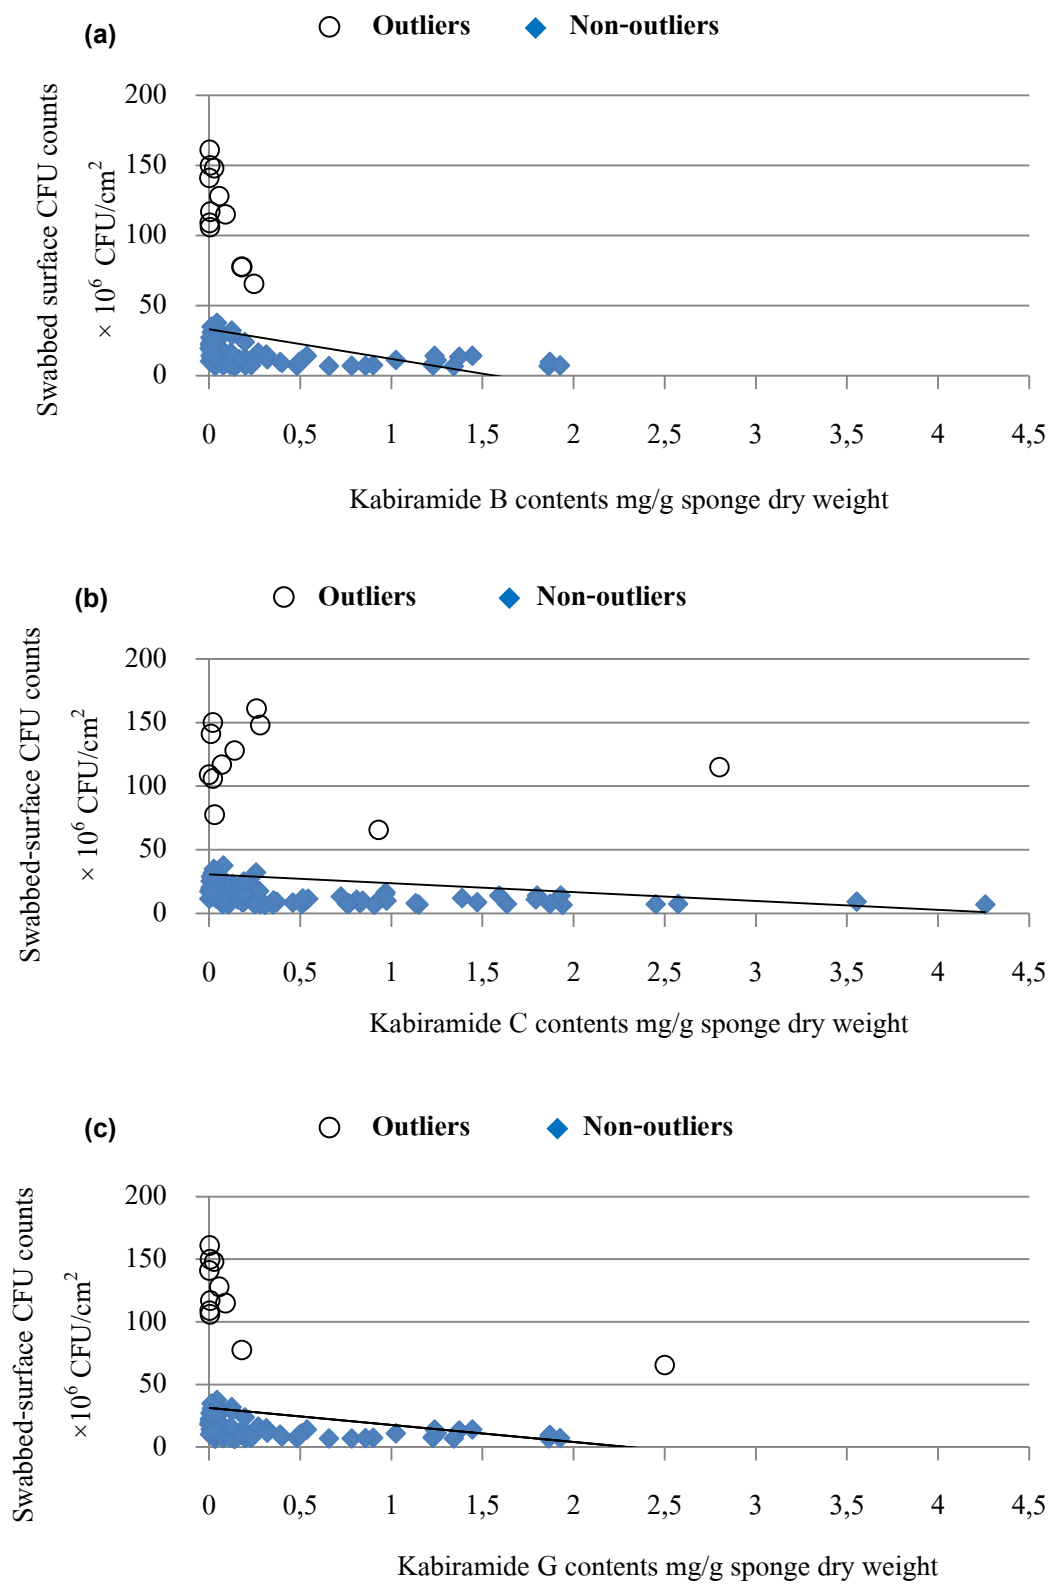 (a)
Outliers
Non-outliers
Swabbed surface CFU counts
× 10⁶ CFU/cm²
200
150
100
50
0
0 0,5 1 1,5 2 2,5 3 3,5 4 4,5
Kabiramide B contents mg/g sponge dry weight
(b)
Outliers
Non-outliers
Swabbed-surface CFU counts
× 10⁶ CFU/cm²
200
150
100
50
0
0 0,5 1 1,5 2 2,5 3 3,5 4 4,5
Kabiramide C contents mg/g sponge dry weight
(c)
Outliers
Non-outliers
Swabbed-surface CFU counts
×10⁶ CFU/cm²
200
150
100
50
0
0 0,5 1 1,5 2 2,5 3 3,5 4 4,5
Kabiramide G contents mg/g sponge dry weight